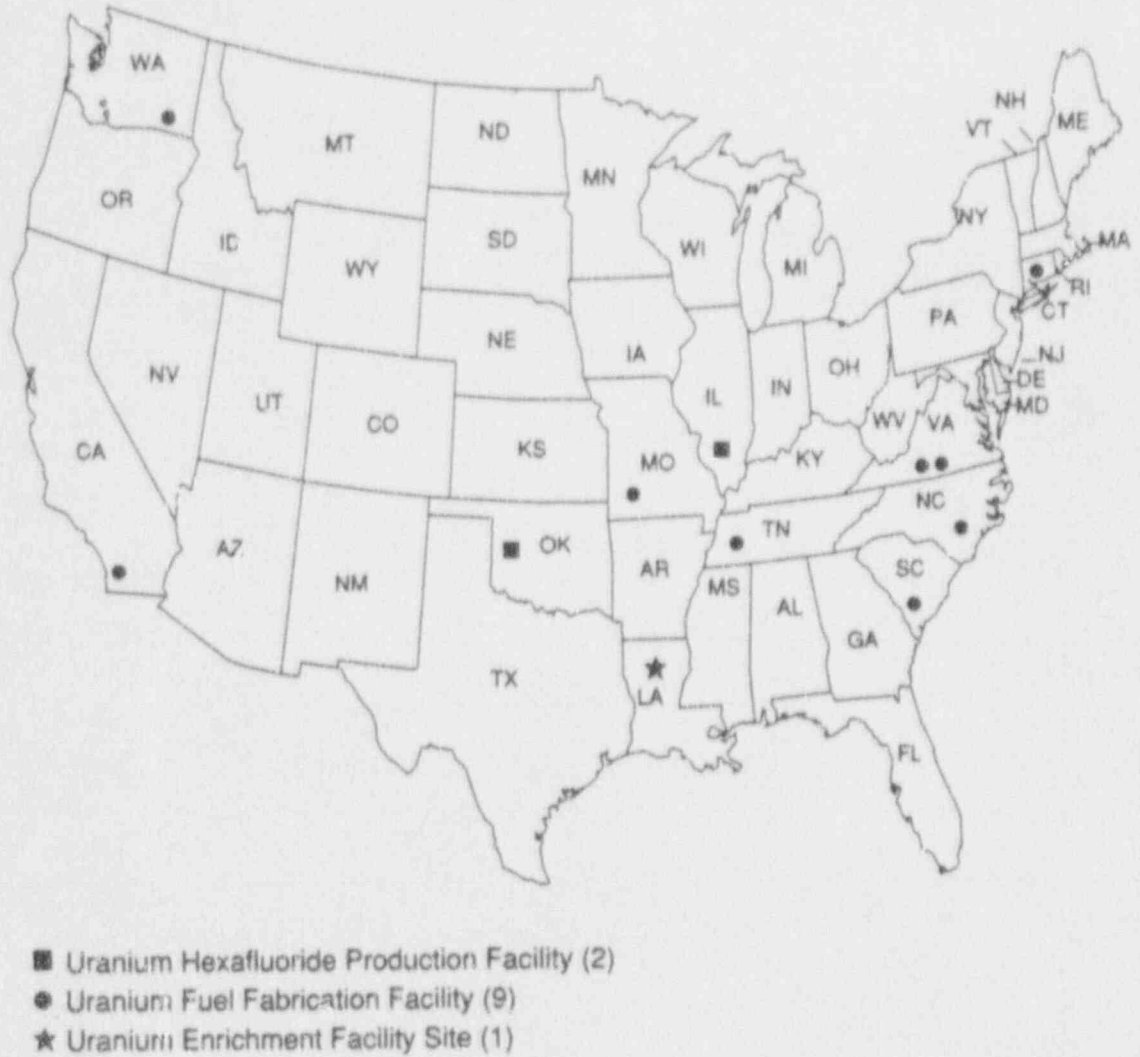 WA
NH
VT
ME
MT
ND
MN
OR
ID
SD
WI
NY
MA
WY
MI
RI
CT
PA
NE
IA
NJ
NV
UT
IL
IN
OH
DE
MD
CO
WV
VA
CA
KS
MO
KY
NC
AZ
OK
TN
NM
AR
SC
MS
AL
GA
TX
LA
FL
Uranium Hexafluoride Production Facility (2)
Uranium Fuel Fabrication Facility (9)
Uranium Enrichment Facility Site (1)